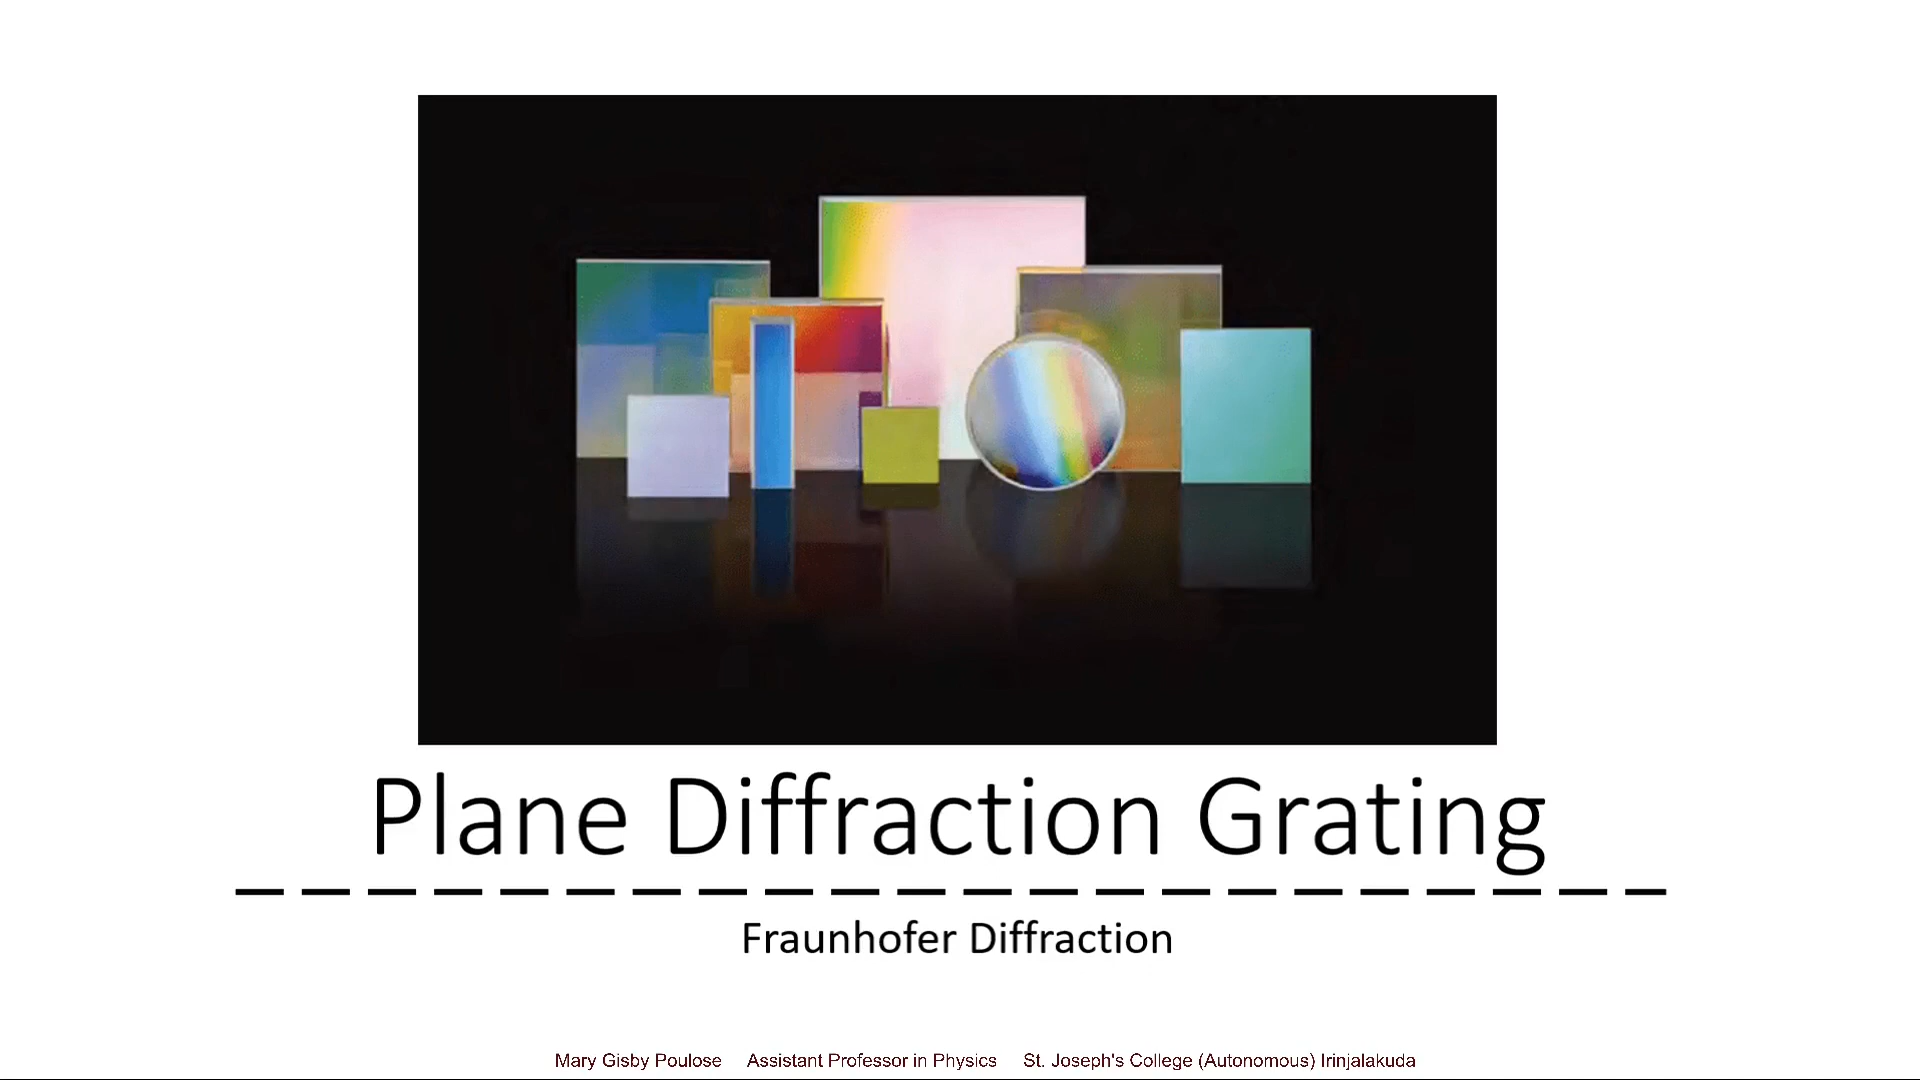 Plane Diffraction Grating
Fraunhofer Diffraction
Mary Gisby Poulose Assistant Professor in Physics St. Joseph's College (Autonomous) Irinjalakuda